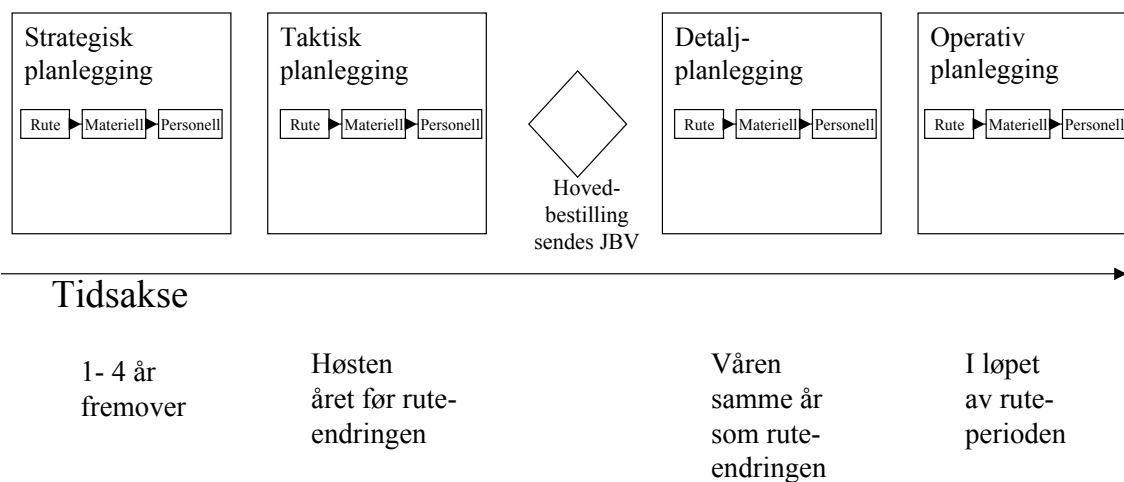 Strategisk
planlegging
Rute Materiell Personell
Taktisk
planlegging
Rute Materiell Personell
Hoved-
bestilling
sendes JBV
Detalj-
planlegging
Rute Materiell Personell
Operativ
planlegging
Rute Materiell Personell
Tidsakse
1- 4 år
fremover
Høsten
året før rute-
endringen
Våren
samme år
som rute-
endringen
I løpet
av rute-
perioden